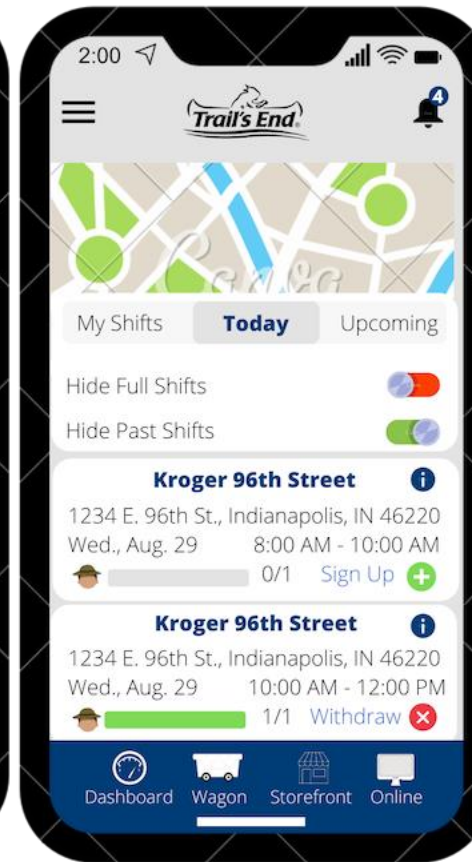 2:00
4
Trail's End
Canva
My Shifts Today Upcoming
Hide Full Shifts
Hide Past Shifts
Kroger 96th Street
1234 E. 96th St., Indianapolis, IN 46220
Wed., Aug. 29 8:00 AM - 10:00 AM
0/1 Sign Up
Kroger 96th Street
1234 E. 96th St., Indianapolis, IN 46220
Wed., Aug. 29 10:00 AM - 12:00 PM
1/1 Withdraw
Dashboard Wagon Storefront Online